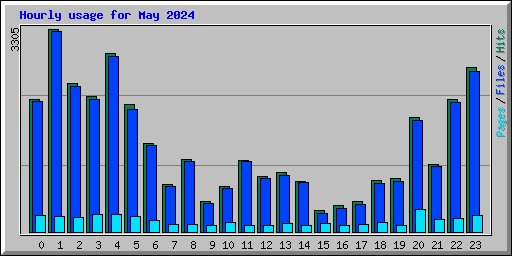 Hourly usage for May 2024
3305
Pages/Files/Hits
0 1 2 3 4 5 6 7 8 9 10 11 12 13 14 15 16 17 18 19 20 21 22 23